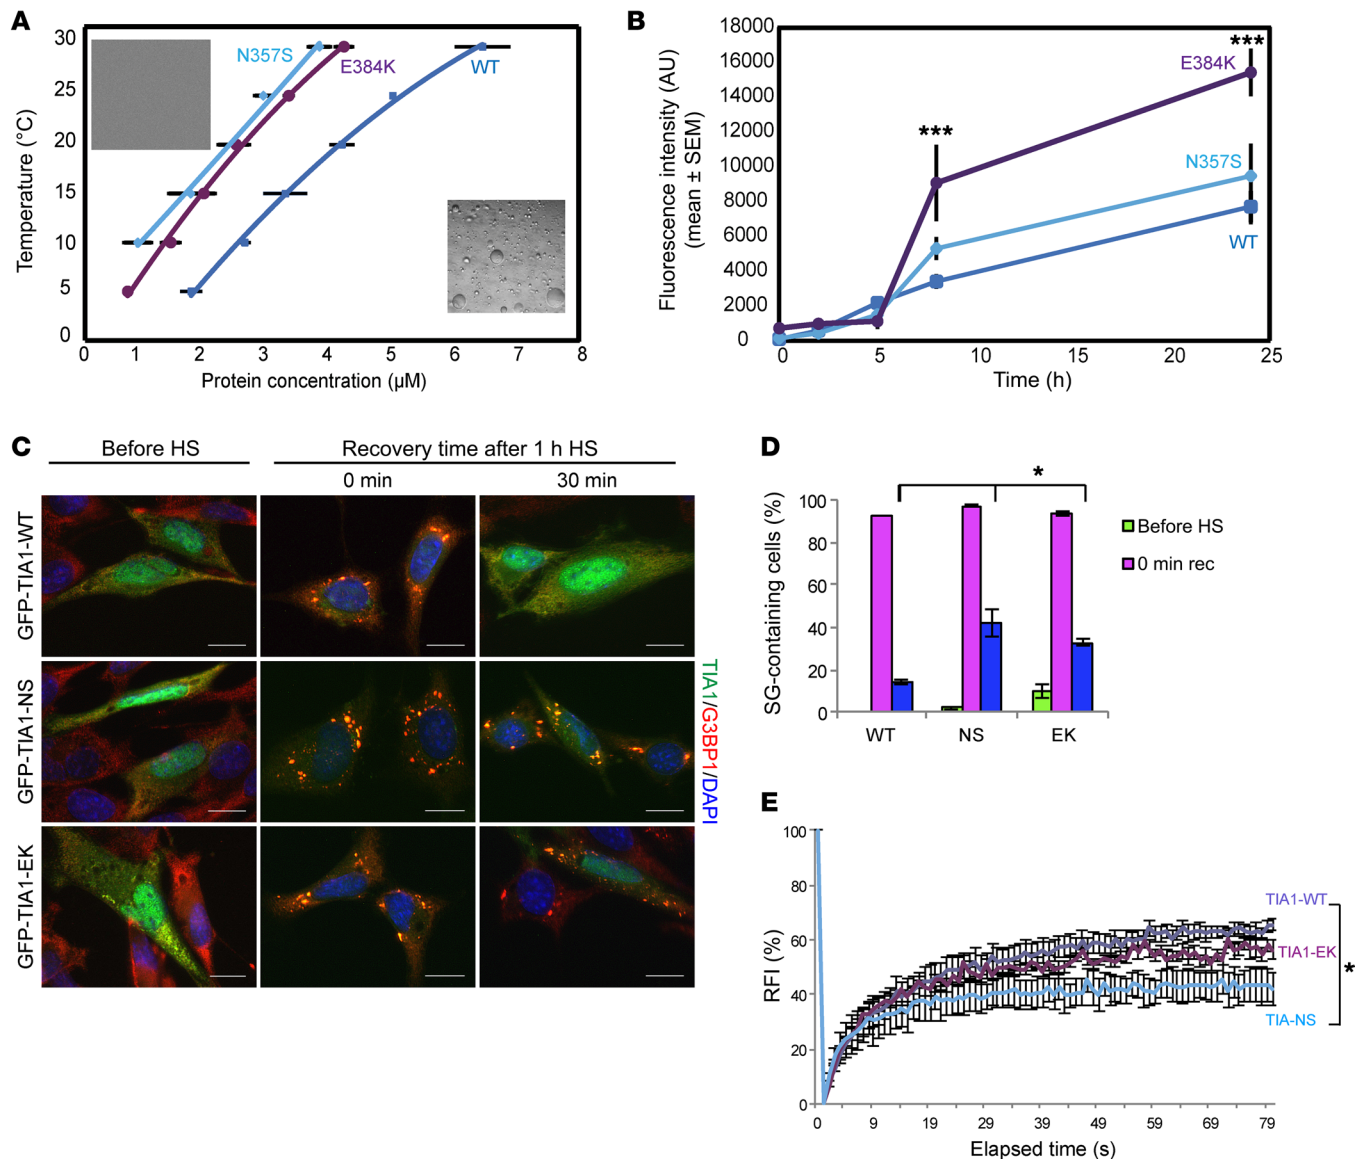 A
30
25
20
15
10
5
0
0 1 2 3 4 5 6 7 8
Temperature (°C)
Protein concentration (µM)
N357S
E384K
WT
B
18000
16000
14000
12000
10000
8000
6000
4000
2000
0
0 5 10 15 20 25
Fluorescence intensity (AU)
(mean ± SEM)
Time (h)
***
***
E384K
N357S
WT
C
Before HS
Recovery time after 1 h HS
0 min
30 min
GFP-TIA1-WT
GFP-TIA1-NS
GFP-TIA1-EK
TIA1/G3BP1/DAPI
D
*
100
80
60
40
20
0
SG-containing cells (%)
WT NS EK
Before HS
0 min rec
E
100
80
60
40
20
0
RFI (%)
0 9 19 29 39 49 59 69 79
Elapsed time (s)
TIA1-WT
TIA1-EK
TIA-NS
*